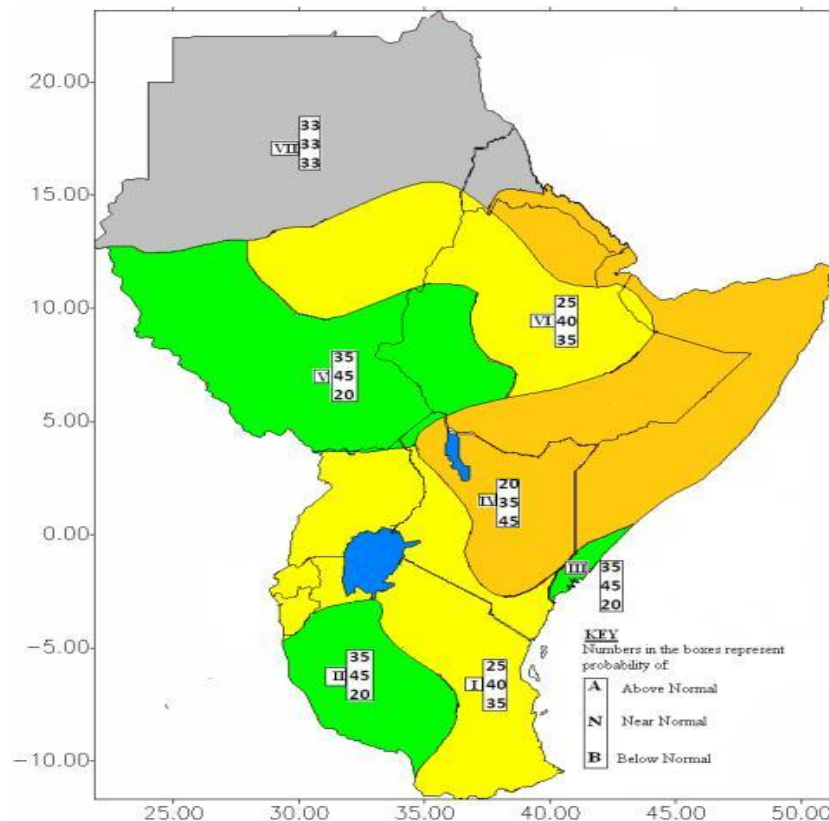 20.00
15.00
10.00
5.00
0.00
−5.00
−10.00
25.00 30.00 35.00 40.00 45.00 50.00
VII
33
33
33
VI
25
40
35
V
35
45
20
IV
20
35
45
III
35
45
20
II
35
45
20
I
25
40
35
KEY
Numbers in the boxes represent
probability of
A Above Normal
N Near Normal
B Below Normal